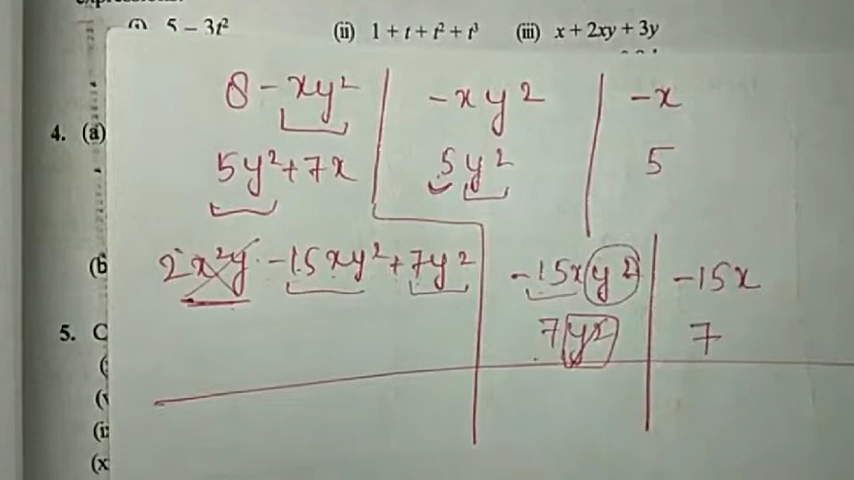 (i) 5 – 3t² (ii) 1 + t + t² + t³ (iii) x + 2xy + 3y
8 - xy² -xy² -x
4. (a)
5y² + 7x 5y² 5
(b
2x²y - 15xy² + 7y² -15xy² -15x
5. C
7y² 7
(
(v
(i
(x